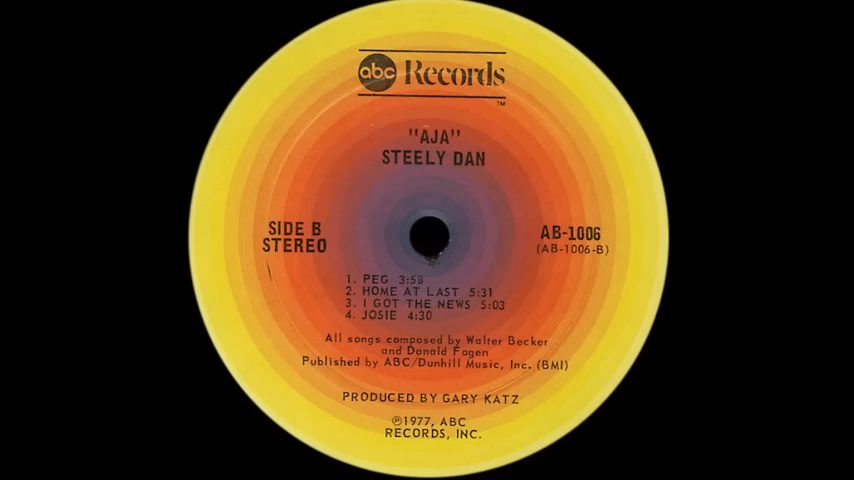 abc Records
TM
"AJA"
STEELY DAN
SIDE B
STEREO
AB-1006
(AB-1006-B)
1. PEG 3:58
2. HOME AT LAST 5:31
3. I GOT THE NEWS 5:03
4. JOSIE 4:30
All songs composed by Walter Becker
and Donald Fagen
Published by ABC/Dunhill Music, Inc. (BMI)
PRODUCED BY GARY KATZ
℗1977, ABC
RECORDS, INC.